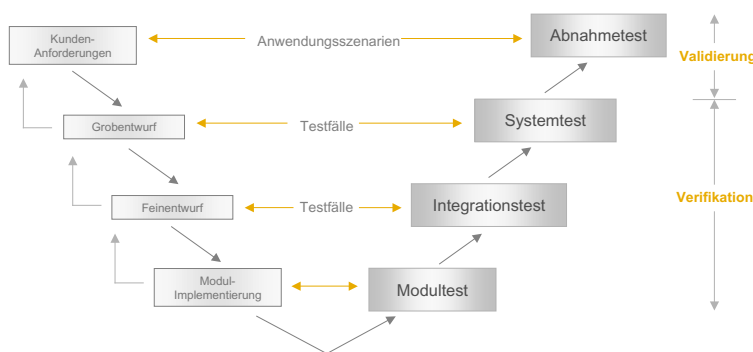 Kunden-
Anforderungen
Anwendungsszenarien
Abnahmetest
Validierung
Grobentwurf
Testfälle
Systemtest
Feinentwurf
Testfälle
Integrationstest
Verifikation
Modul-
Implementierung
Modultest